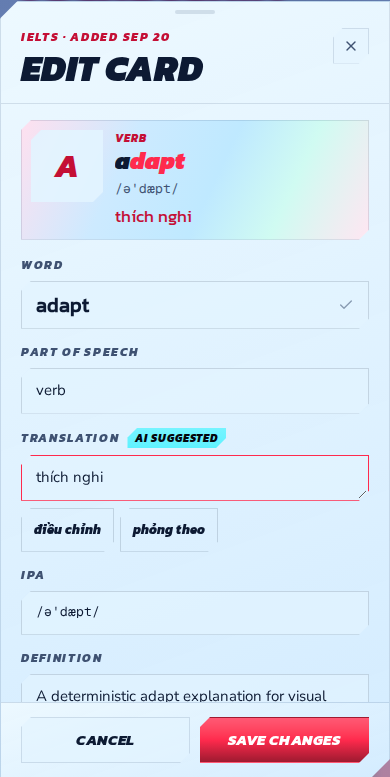 IELTS · ADDED SEP 20
EDIT CARD
A
VERB
adapt
/ə'dæpt/
thích nghi
WORD
adapt
PART OF SPEECH
verb
TRANSLATION AI SUGGESTED
thích nghi
điều chỉnh phỏng theo
IPA
/ə'dæpt/
DEFINITION
A deterministic adapt explanation for visual
CANCEL SAVE CHANGES